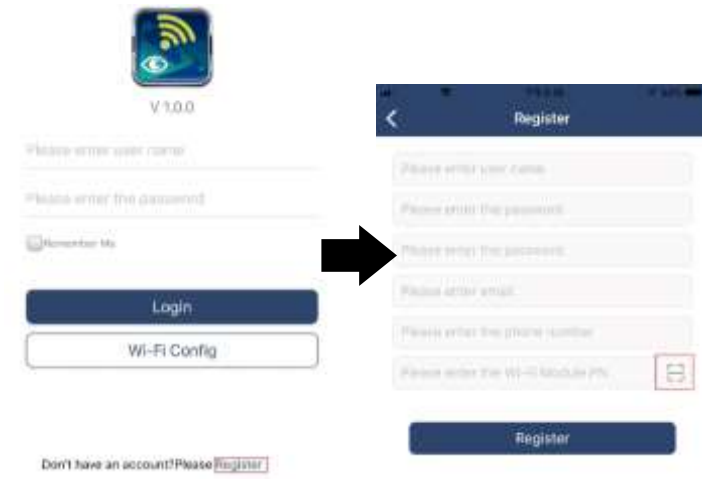 V 1.0.0
Please enter user name
Please enter the password
Remember Me
Login
Wi-Fi Config
Don't have an account?Please Register
Register
Please enter user name
Please enter the password
Please enter the password
Please enter email
Please enter the phone number
Please enter the Wi-Fi Module PN
Register